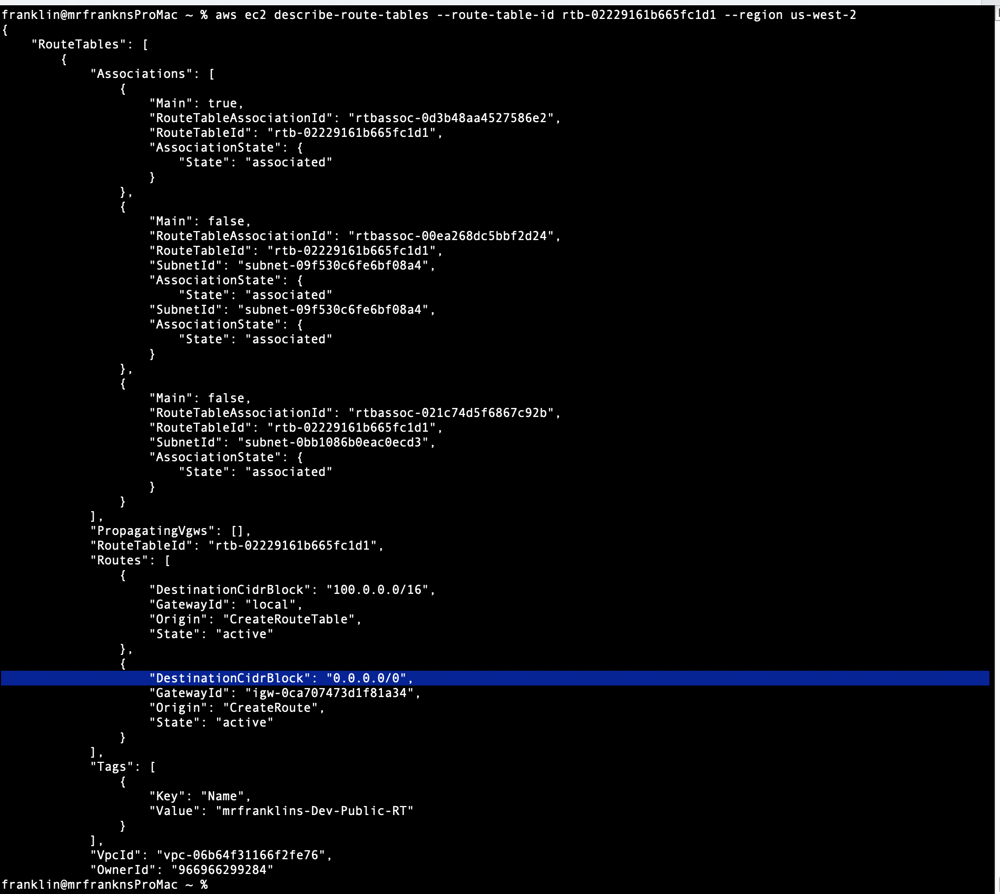 franklin@mrfranknsProMac ~ % aws ec2 describe-route-tables --route-table-id rtb-02229161b665fc1d1 --region us-west-2
{
    "RouteTables": [
        {
            "Associations": [
                {
                    "Main": true,
                    "RouteTableAssociationId": "rtbassoc-0d3b48aa4527586e2",
                    "RouteTableId": "rtb-02229161b665fc1d1",
                    "AssociationState": {
                        "State": "associated"
                    }
                },
                {
                    "Main": false,
                    "RouteTableAssociationId": "rtbassoc-00ea268dc5bbf2d24",
                    "RouteTableId": "rtb-02229161b665fc1d1",
                    "SubnetId": "subnet-09f530c6fe6bf08a4",
                    "AssociationState": {
                        "State": "associated"
                    "SubnetId": "subnet-09f530c6fe6bf08a4",
                    "AssociationState": {
                        "State": "associated"
                    }
                },
                {
                    "Main": false,
                    "RouteTableAssociationId": "rtbassoc-021c74d5f6867c92b",
                    "RouteTableId": "rtb-02229161b665fc1d1",
                    "SubnetId": "subnet-0bb1086b0eac0ecd3",
                    "AssociationState": {
                        "State": "associated"
                    }
                }
            ],
            "PropagatingVgws": [],
            "RouteTableId": "rtb-02229161b665fc1d1",
            "Routes": [
                {
                    "DestinationCidrBlock": "100.0.0.0/16",
                    "GatewayId": "local",
                    "Origin": "CreateRouteTable",
                    "State": "active"
                },
                {
                    "DestinationCidrBlock": "0.0.0.0/0",
                    "GatewayId": "igw-0ca707473d1f81a34",
                    "Origin": "CreateRoute",
                    "State": "active"
                }
            ],
            "Tags": [
                {
                    "Key": "Name",
                    "Value": "mrfranklins-Dev-Public-RT"
                }
            ],
            "VpcId": "vpc-06b64f31166f2fe76",
            "OwnerId": "966966299284"
franklin@mrfranknsProMac ~ %